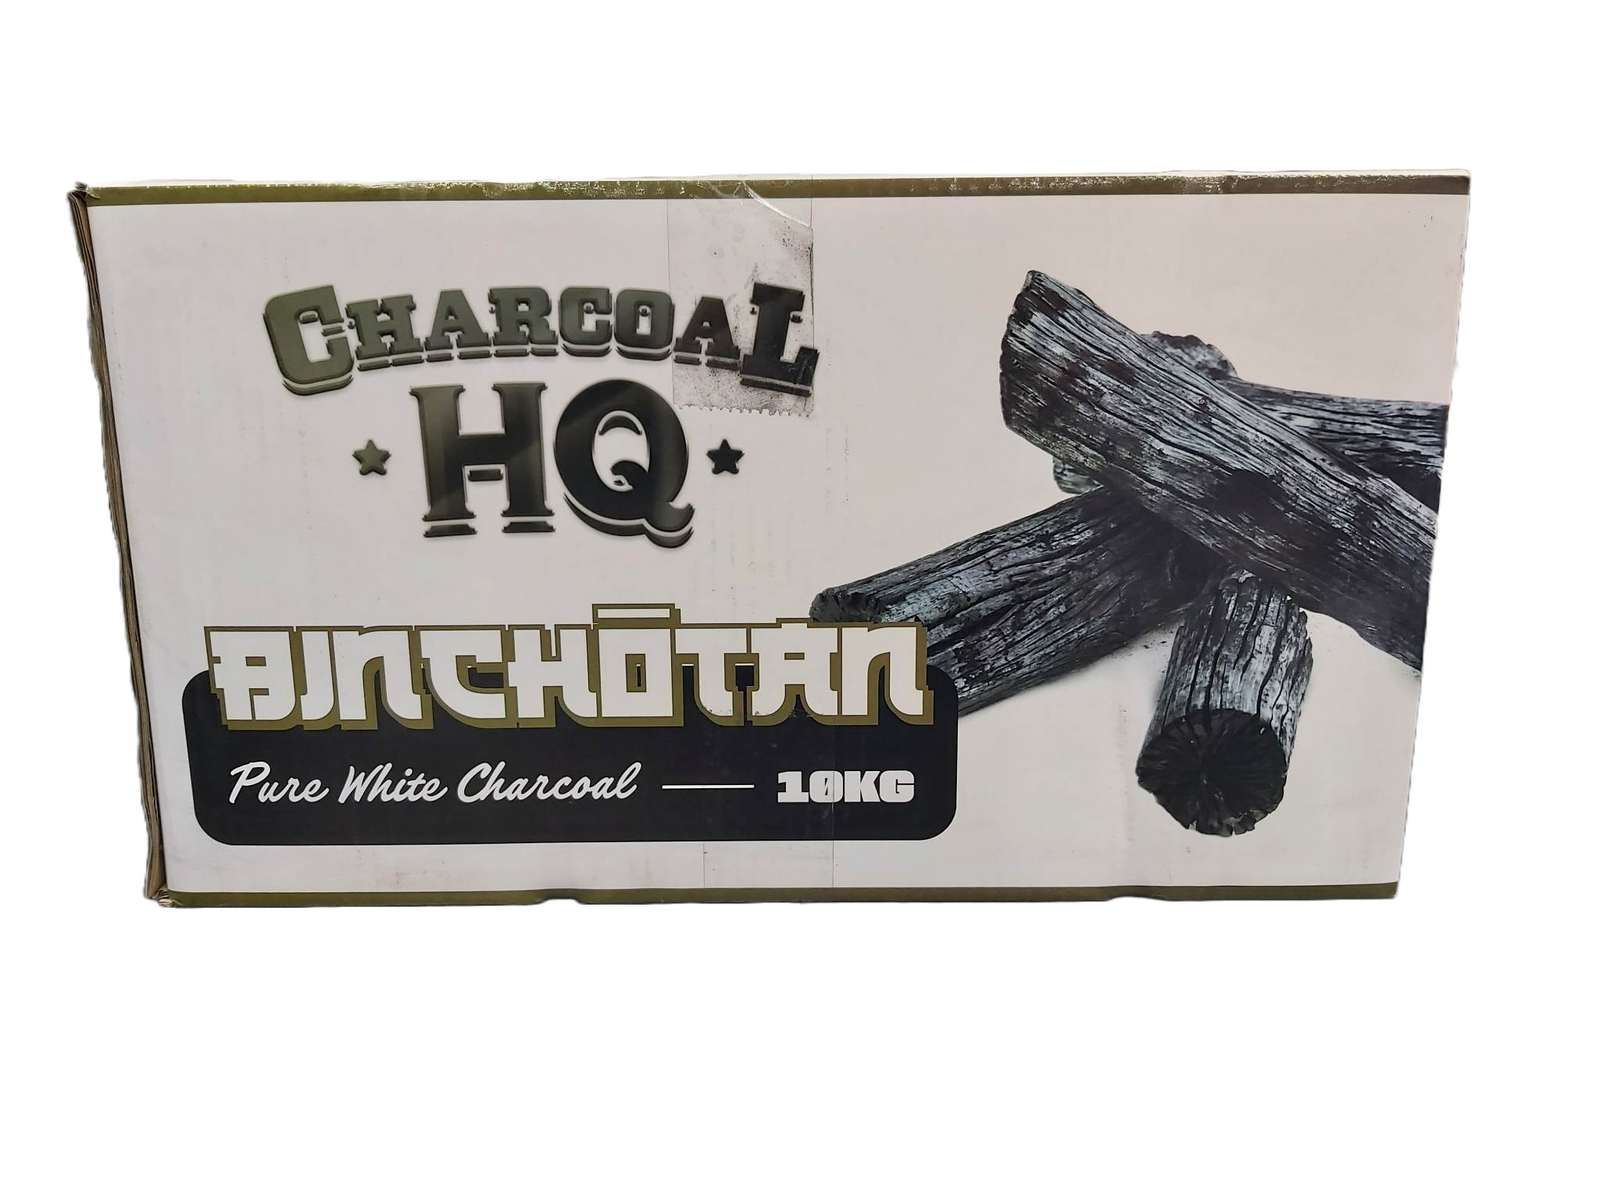 CHARCOAL
HQ
BINCHŌTAN
Pure White Charcoal — 10KG